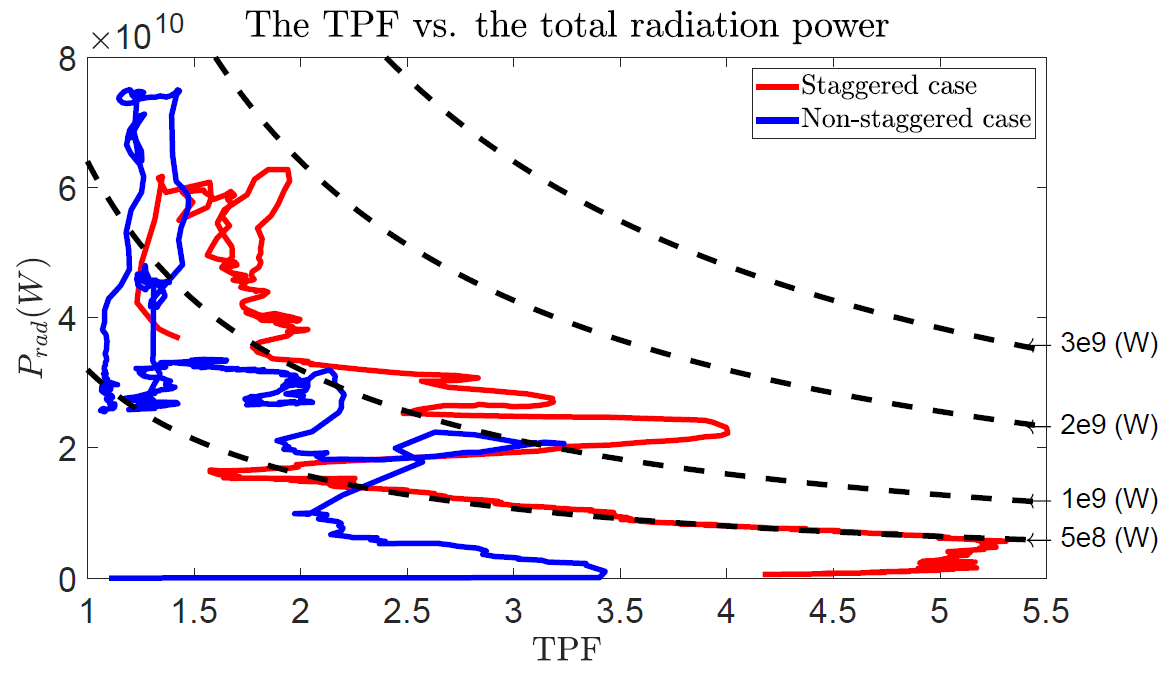 The TPF vs. the total radiation power
×10^10
8
6
4
2
0
P_rad(W)
Staggered case
Non-staggered case
3e9 (W)
2e9 (W)
1e9 (W)
5e8 (W)
1 1.5 2 2.5 3 3.5 4 4.5 5 5.5
TPF